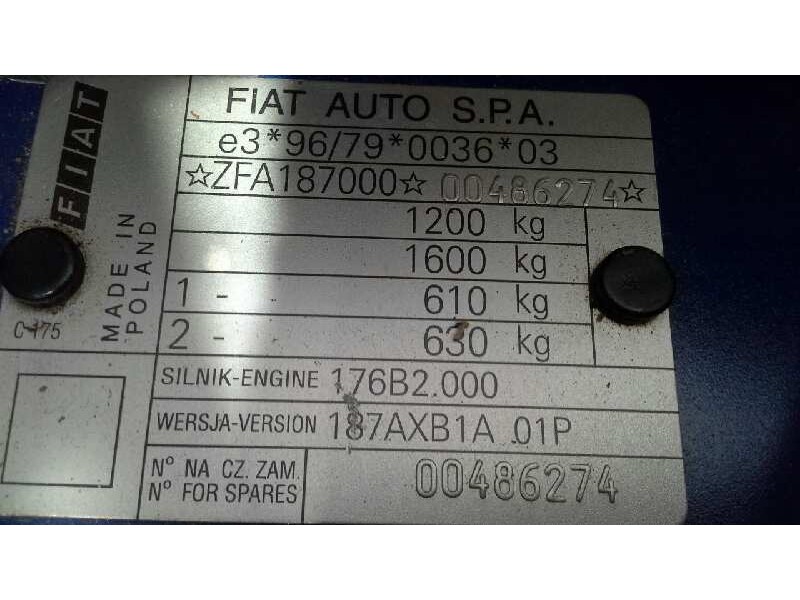 FIAT
MADE IN
POLAND
C-175
FIAT AUTO S.P.A.
e3*96/79*0036*03
☆ZFA187000☆ 00486274☆
1200 kg
1600 kg
1 - 610 kg
2 - 630 kg
SILNIK-ENGINE 176B2.000
WERSJA-VERSION 187AXB1A 01P
Nº NA CZ. ZAM.
Nº FOR SPARES 00486274